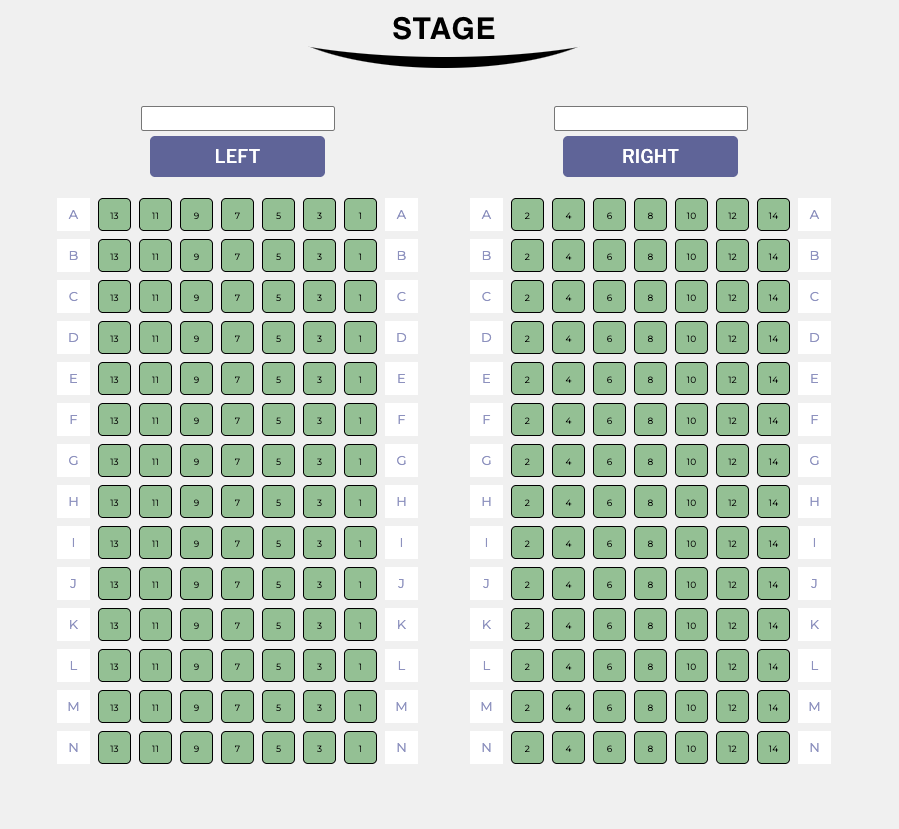 STAGE
LEFT RIGHT
A 13 11 9 7 5 3 1 A A 2 4 6 8 10 12 14 A
B 13 11 9 7 5 3 1 B B 2 4 6 8 10 12 14 B
C 13 11 9 7 5 3 1 C C 2 4 6 8 10 12 14 C
D 13 11 9 7 5 3 1 D D 2 4 6 8 10 12 14 D
E 13 11 9 7 5 3 1 E E 2 4 6 8 10 12 14 E
F 13 11 9 7 5 3 1 F F 2 4 6 8 10 12 14 F
G 13 11 9 7 5 3 1 G G 2 4 6 8 10 12 14 G
H 13 11 9 7 5 3 1 H H 2 4 6 8 10 12 14 H
I 13 11 9 7 5 3 1 I I 2 4 6 8 10 12 14 I
J 13 11 9 7 5 3 1 J J 2 4 6 8 10 12 14 J
K 13 11 9 7 5 3 1 K K 2 4 6 8 10 12 14 K
L 13 11 9 7 5 3 1 L L 2 4 6 8 10 12 14 L
M 13 11 9 7 5 3 1 M M 2 4 6 8 10 12 14 M
N 13 11 9 7 5 3 1 N N 2 4 6 8 10 12 14 N